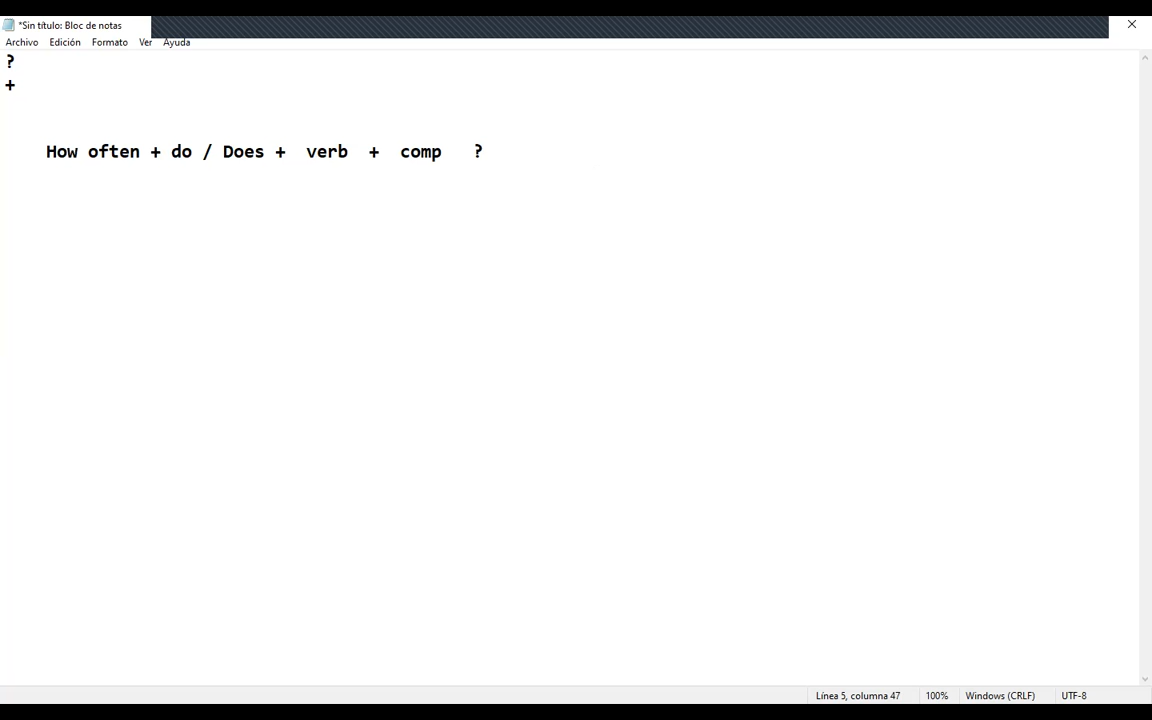 *Sin título: Bloc de notas
Archivo Edición Formato Ver Ayuda
?
+
How often + do / Does + verb + comp ?
Línea 5, columna 47 100% Windows (CRLF) UTF-8